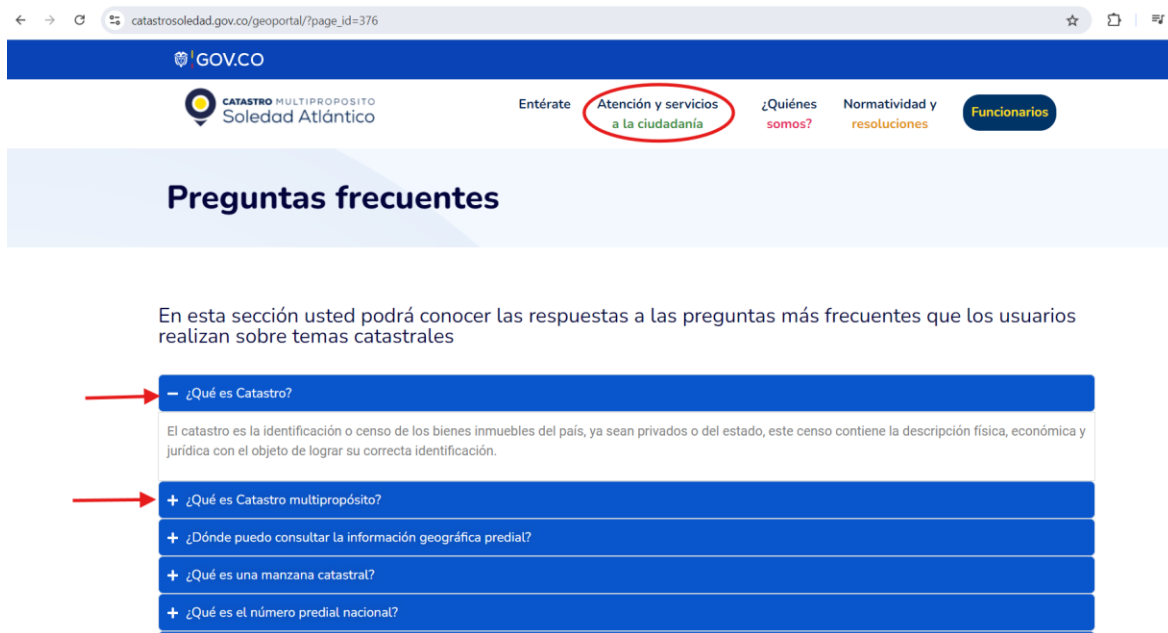 catastrosoledad.gov.co/geoportal/?page_id=376
GOV.CO
CATASTRO MULTIPROPOSITO
Soledad Atlántico
Entérate
Atención y servicios
a la ciudadanía
¿Quiénes
somos?
Normatividad y
resoluciones
Funcionarios
Preguntas frecuentes
En esta sección usted podrá conocer las respuestas a las preguntas más frecuentes que los usuarios
realizan sobre temas catastrales
¿Qué es Catastro?
El catastro es la identificación o censo de los bienes inmuebles del país, ya sean privados o del estado, este censo contiene la descripción física, económica y
jurídica con el objeto de lograr su correcta identificación.
¿Qué es Catastro multipropósito?
¿Dónde puedo consultar la información geográfica predial?
¿Qué es una manzana catastral?
¿Qué es el número predial nacional?